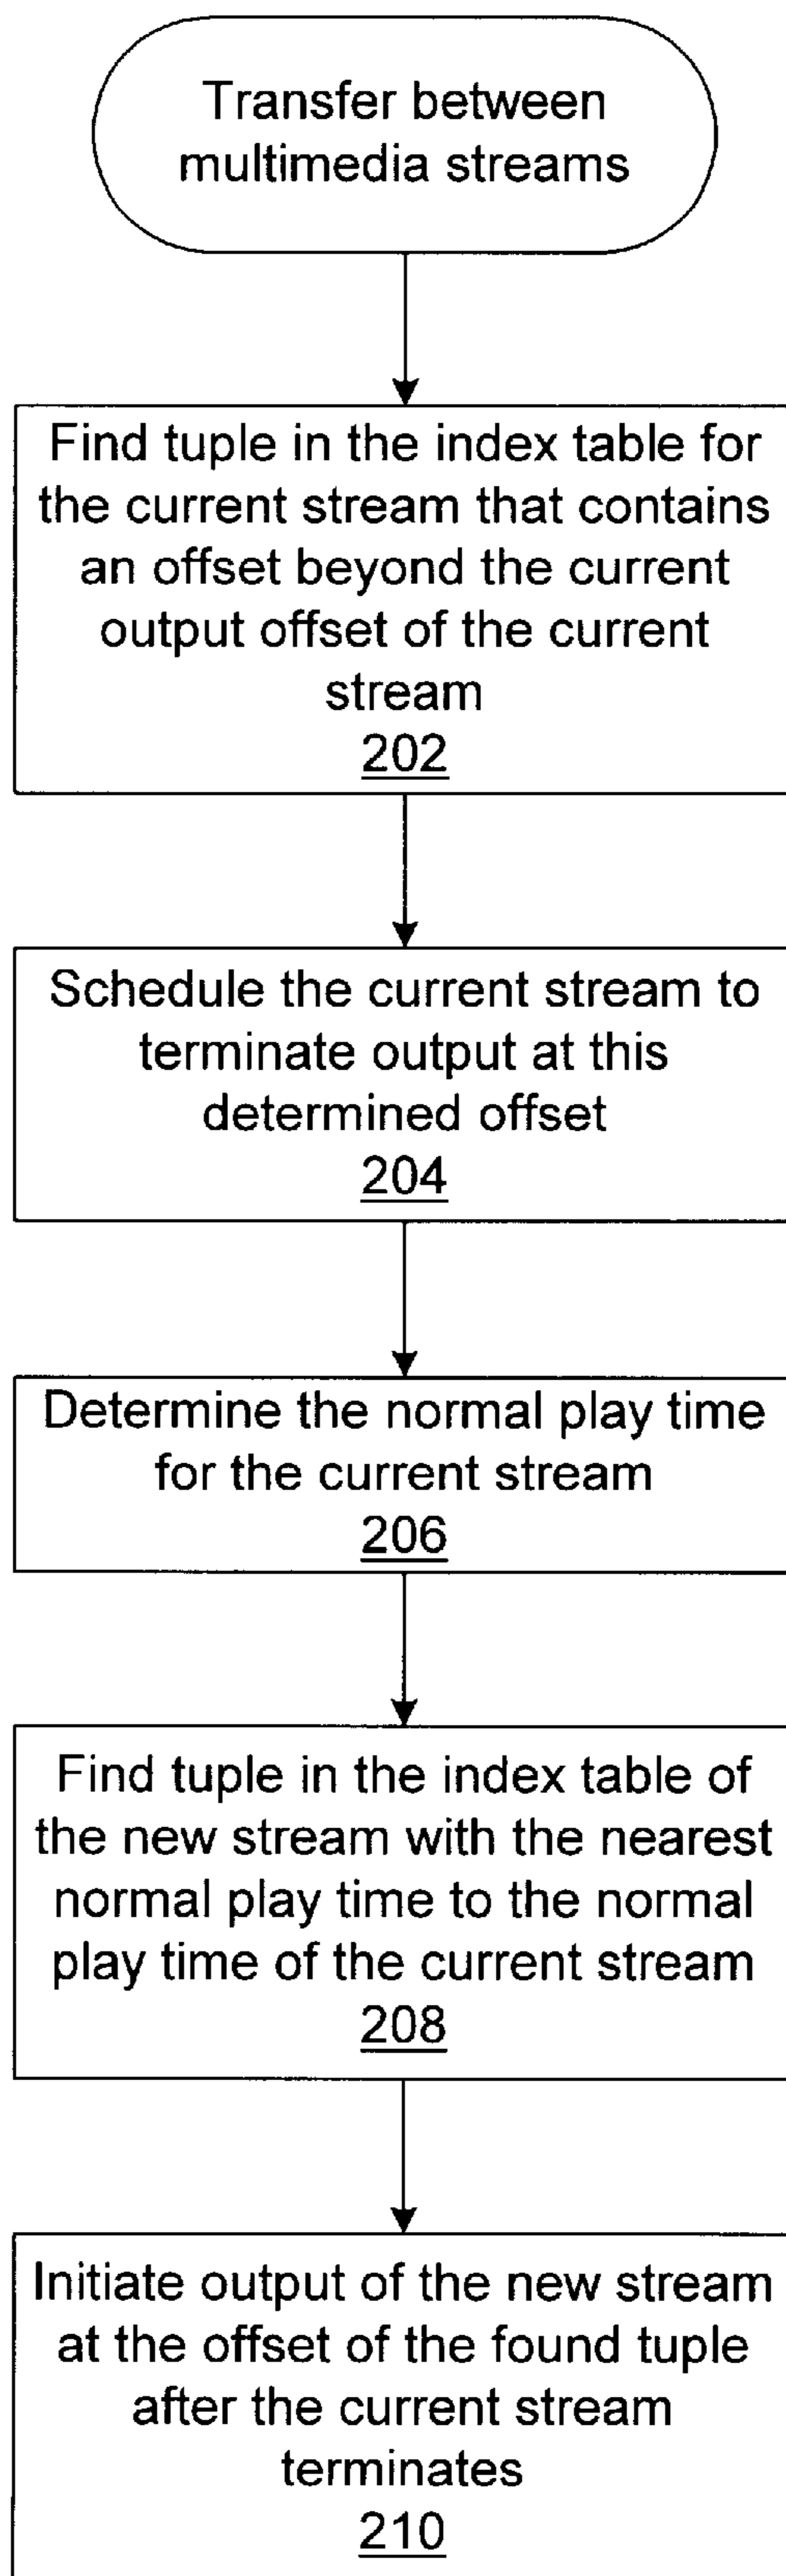 Transfer between
multimedia streams
Find tuple in the index table for
the current stream that contains
an offset beyond the current
output offset of the current
stream
202
Schedule the current stream to
terminate output at this
determined offset
204
Determine the normal play time
for the current stream
206
Find tuple in the index table of
the new stream with the nearest
normal play time to the normal
play time of the current stream
208
Initiate output of the new stream
at the offset of the found tuple
after the current stream
terminates
210